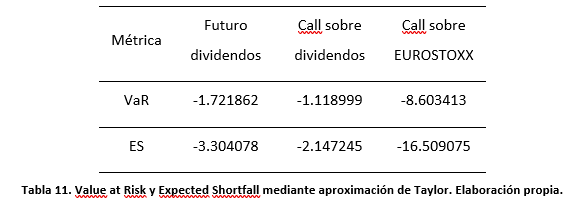 Métrica Futuro dividendos Call sobre dividendos Call sobre EUROSTOXX
VaR -1.721862 -1.118999 -8.603413
ES -3.304078 -2.147245 -16.509075
Tabla 11. Value at Risk y Expected Shortfall mediante aproximación de Taylor. Elaboración propia.